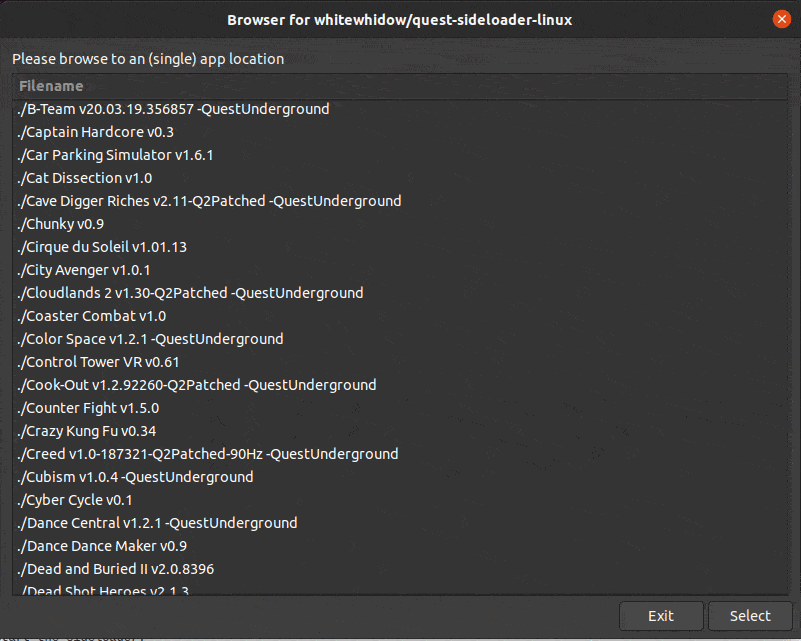 Browser for whitewhidow/quest-sideloader-linux
Please browse to an (single) app location
Filename
./B-Team v20.03.19.356857 -QuestUnderground
./Captain Hardcore v0.3
./Car Parking Simulator v1.6.1
./Cat Dissection v1.0
./Cave Digger Riches v2.11-Q2Patched -QuestUnderground
./Chunky v0.9
./Cirque du Soleil v1.01.13
./City Avenger v1.0.1
./Cloudlands 2 v1.30-Q2Patched -QuestUnderground
./Coaster Combat v1.0
./Color Space v1.2.1 -QuestUnderground
./Control Tower VR v0.61
./Cook-Out v1.2.92260-Q2Patched -QuestUnderground
./Counter Fight v1.5.0
./Crazy Kung Fu v0.34
./Creed v1.0-187321-Q2Patched-90Hz -QuestUnderground
./Cubism v1.0.4 -QuestUnderground
./Cyber Cycle v0.1
./Dance Central v1.2.1 -QuestUnderground
./Dance Dance Maker v0.9
./Dead and Buried II v2.0.8396
./Dead Shot Heroes v2.1.3
Exit Select
the sideloader.